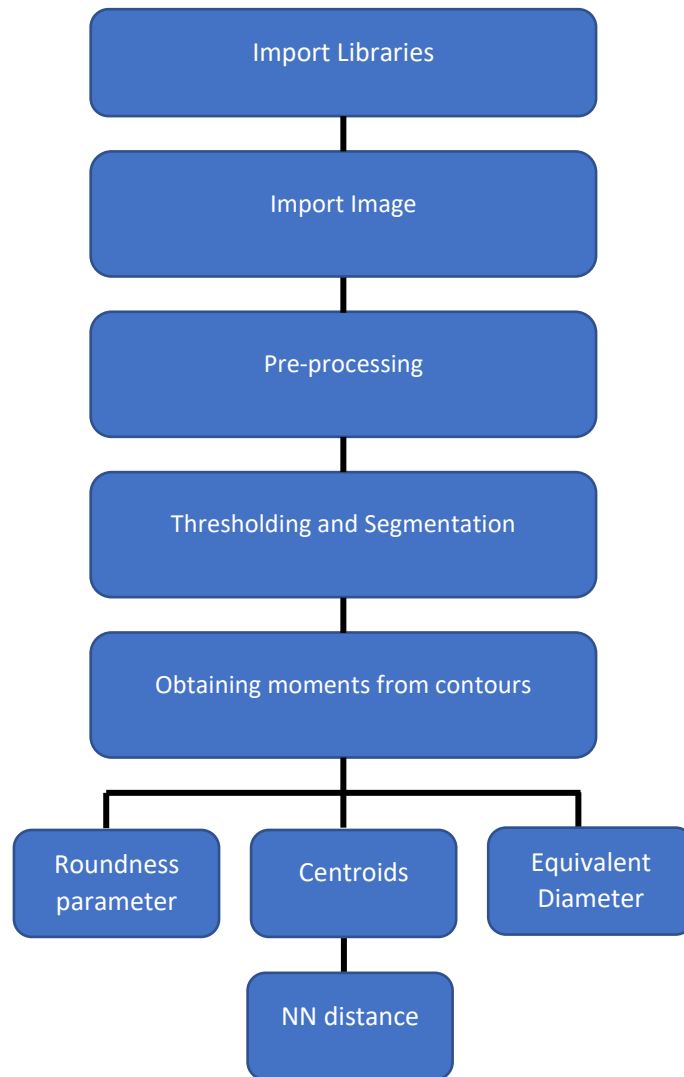 Import Libraries
Import Image
Pre-processing
Thresholding and Segmentation
Obtaining moments from contours
Roundness
parameter
Centroids
Equivalent
Diameter
NN distance